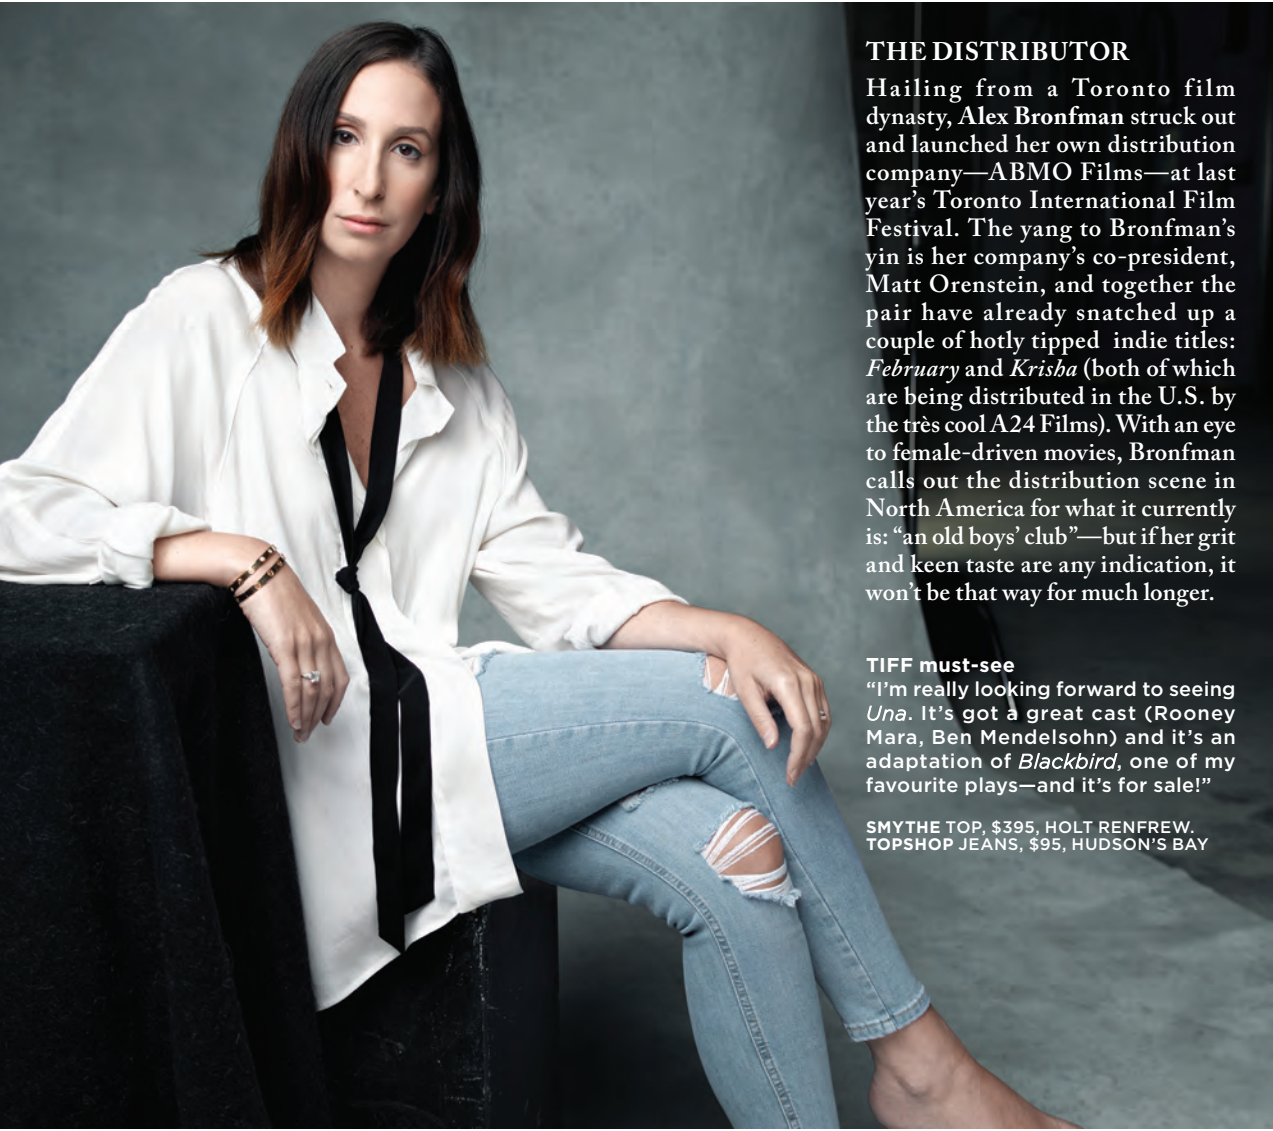 THE DISTRIBUTOR
Hailing from a Toronto film
dynasty, Alex Bronfman struck out
and launched her own distribution
company—ABMO Films—at last
year’s Toronto International Film
Festival. The yang to Bronfman’s
yin is her company’s co-president,
Matt Orenstein, and together the
pair have already snatched up a
couple of hotly tipped indie titles:
February and Krisha (both of which
are being distributed in the U.S. by
the très cool A24 Films). With an eye
to female-driven movies, Bronfman
calls out the distribution scene in
North America for what it currently
is: “an old boys’ club”—but if her grit
and keen taste are any indication, it
won’t be that way for much longer.
TIFF must-see
“I’m really looking forward to seeing
Una. It’s got a great cast (Rooney
Mara, Ben Mendelsohn) and it’s an
adaptation of Blackbird, one of my
favourite plays—and it’s for sale!”
SMYTHE TOP, $395, HOLT RENFREW.
TOPSHOP JEANS, $95, HUDSON’S BAY